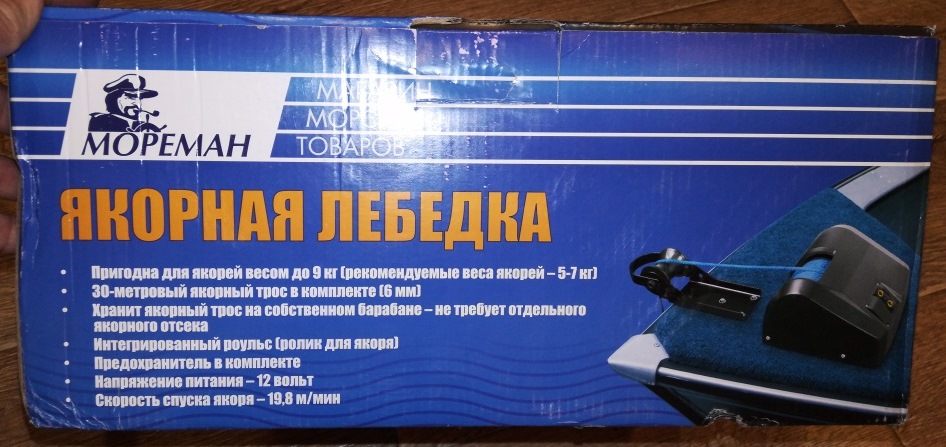 МАГАЗИН
МОРСКИХ
ТОВАРОВ
МОРЕМАН
ЯКОРНАЯ ЛЕБЕДКА
• Пригодна для якорей весом до 9 кг (рекомендуемые веса якорей – 5-7 кг)
• 30-метровый якорный трос в комплекте (6 мм)
• Хранит якорный трос на собственном барабане – не требует отдельного
якорного отсека
• Интегрированный роульс (ролик для якоря)
• Предохранитель в комплекте
• Напряжение питания – 12 вольт
• Скорость спуска якоря – 19,8 м/мин